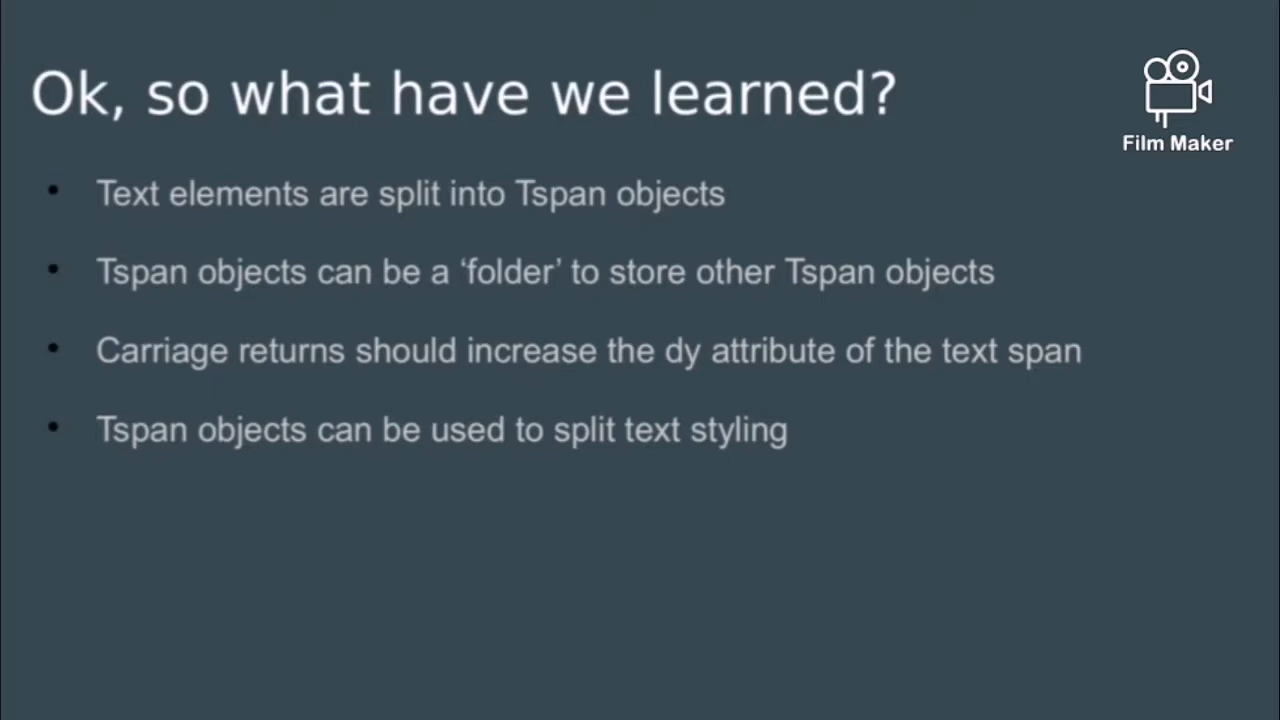 Ok, so what have we learned?
Film Maker
• Text elements are split into Tspan objects
• Tspan objects can be a ‘folder’ to store other Tspan objects
• Carriage returns should increase the dy attribute of the text span
• Tspan objects can be used to split text styling